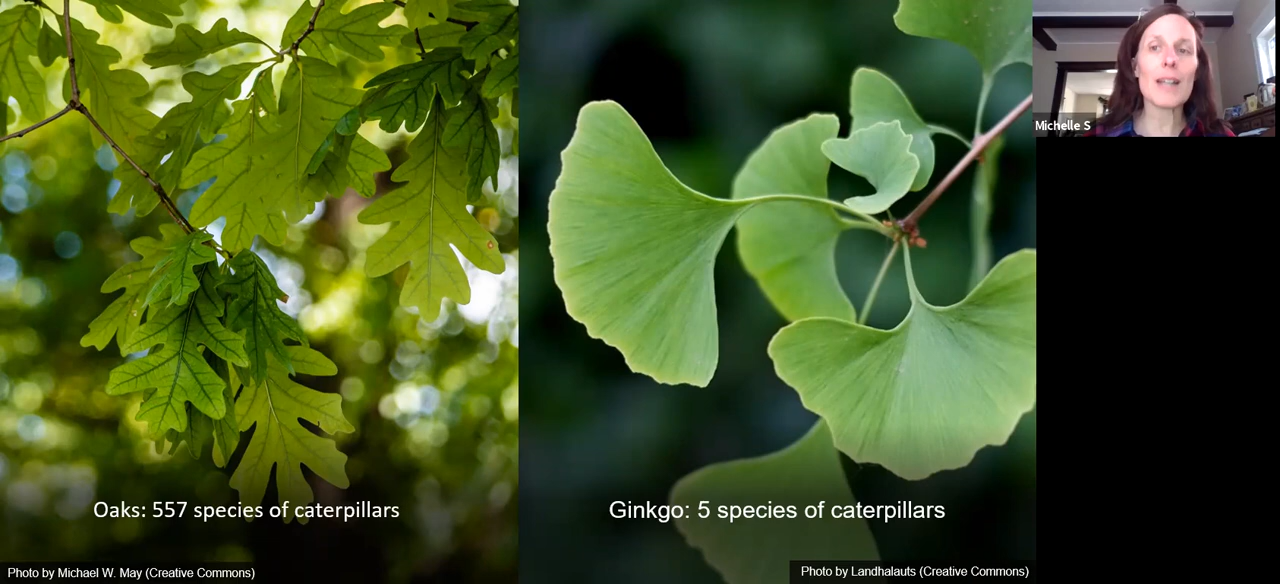 Michelle S
Oaks: 557 species of caterpillars
Ginkgo: 5 species of caterpillars
Photo by Michael W. May (Creative Commons)
Photo by Landhalauts (Creative Commons)